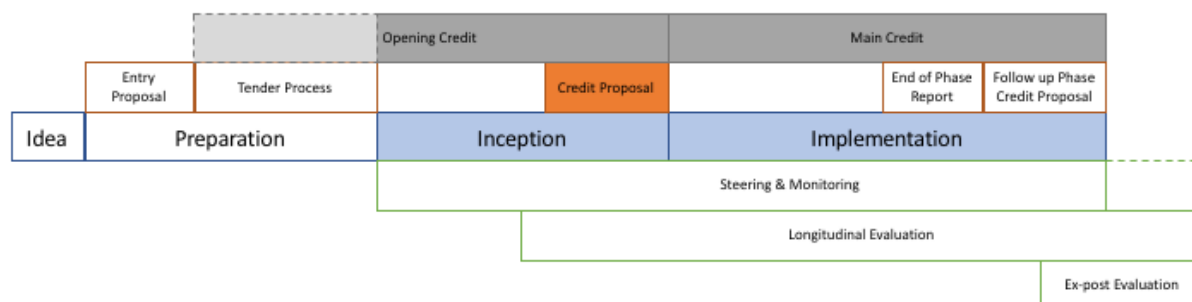 Opening Credit
Main Credit
Entry
Proposal
Tender Process
Credit Proposal
End of Phase
Report
Follow up Phase
Credit Proposal
Idea
Preparation
Inception
Implementation
Steering & Monitoring
Longitudinal Evaluation
Ex-post Evaluation